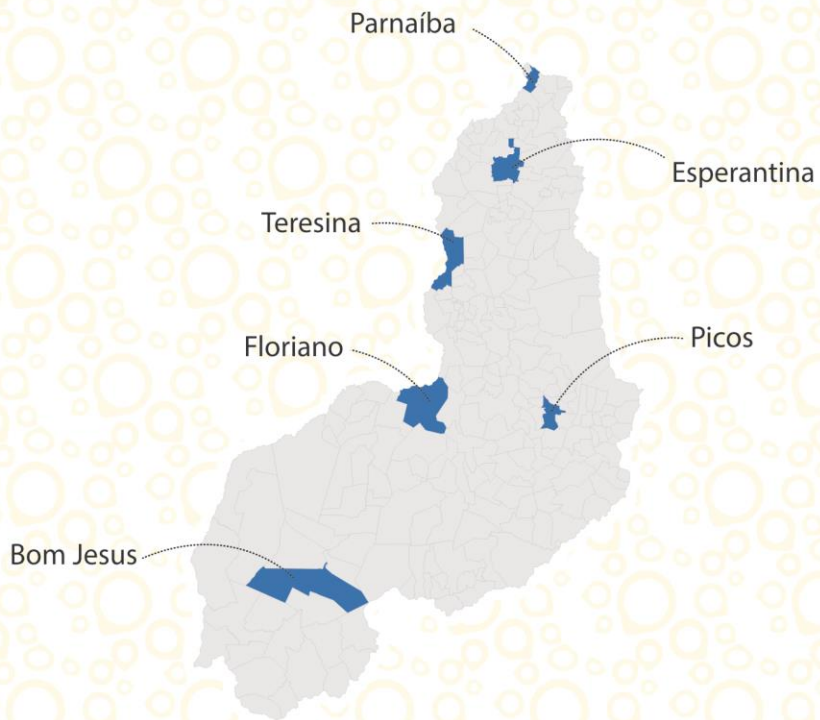 Parnaíba
Esperantina
Teresina
Floriano
Picos
Bom Jesus